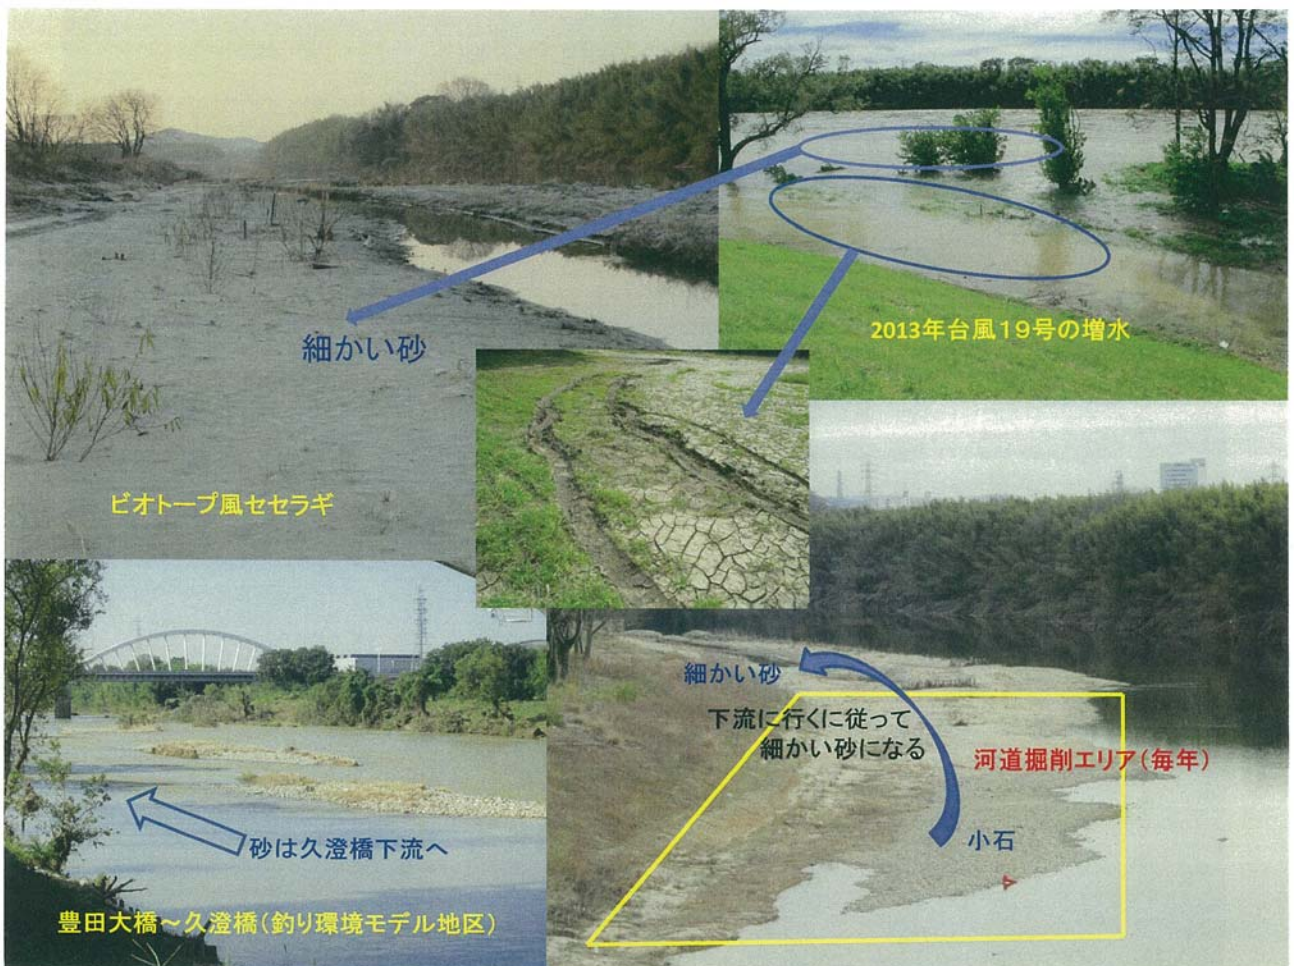 2013年台風19号の増水
細かい砂
ビオトープ風セセラギ
細かい砂
下流に行くに従って
細かい砂になる
河道掘削エリア(毎年)
小石
砂は久澄橋下流へ
豊田大橋~久澄橋(釣り環境モデル地区)